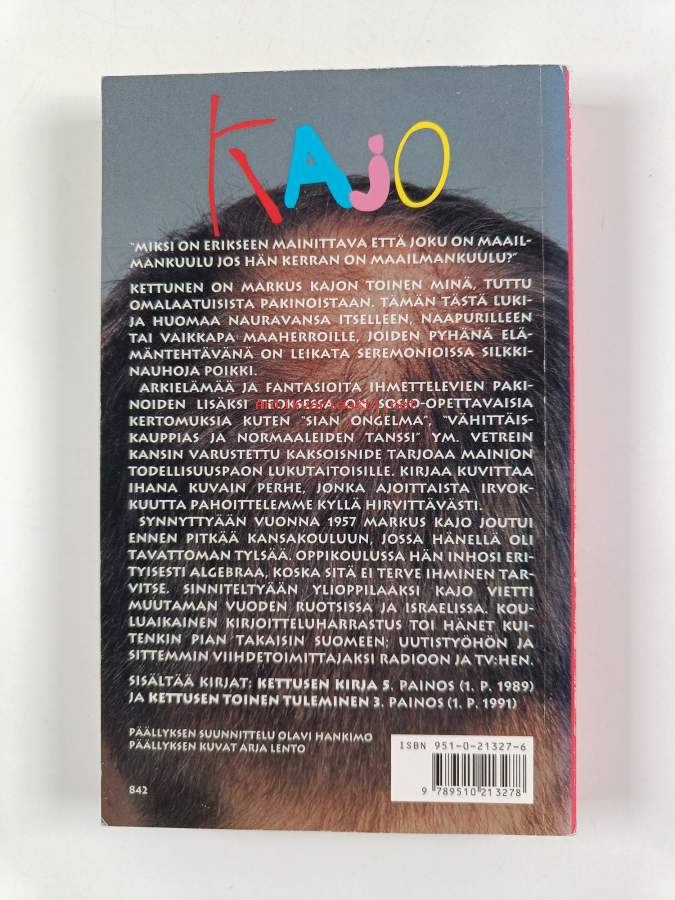 KAJO
"MIKSI ON ERIKSEEN MAINITTAVA ETTÄ JOKU ON MAAIL-
MANKUULU JOS HÄN KERRAN ON MAAILMANKUULU?"
KETTUNEN ON MARKUS KAJON TOINEN MINÄ, TUTTU
OMALAATUISISTA PAKINOISTAAN. TÄMÄN TÄSTÄ LUKI-
JA HUOMAA NAURAVANSA ITSELLEEN, NAAPURILLEEN
TAI VAIKKAPA MAAHERROILLE, JOIDEN PYHÄNÄ ELÄ-
MÄNTEHTÄVÄNÄ ON LEIKATA SEREMONIOISSA SILKKI-
NAUHOJA POIKKI.
ARKIELÄMÄÄ JA FANTASIOITA IHMETTELEVIEN PAKI-
NOIDEN LISÄKSI TEOKSESSA ON SOSIO-OPETTAVAISIA
KERTOMUKSIA KUTEN "SIAN ONGELMA", "VÄHITTÄIS-
KAUPPIAS JA NORMAALEIDEN TANSSI" YM. VETREIN
KANSIN VARUSTETTU KAKSOISNIDE TARJOAA MAINION
TODELLISUUSPAON LUKUTAITOISILLE. KIRJAA KUVITTAA
IHANA KUVAIN PERHE, JONKA AJOITTAISTA IRVOK-
KUUTTA PAHOITTELEMME KYLLÄ HIRVITTÄVÄSTI.
SYNNYTTYÄÄN VUONNA 1957 MARKUS KAJO JOUTUI
ENNEN PITKÄÄ KANSAKOULUUN, JOSSA HÄNELLÄ OLI
TAVATTOMAN TYLSÄÄ. OPPIKOULUSSA HÄN INHOSI ERI-
TYISESTI ALGEBRAA, KOSKA SITÄ EI TERVE IHMINEN TAR-
VITSE. SINNITELTYÄÄN YLIOPPILAAKSI KAJO VIETTI
MUUTAMAN VUODEN RUOTSISSA JA ISRAELISSA. KOU-
LUAIKAINEN KIRJOITTELUHARRASTUS TOI HÄNET KUI-
TENKIN PIAN TAKAISIN SUOMEEN: UUTISTYÖHÖN JA
SITTEMMIN VIIHDETOIMITTAJAKSI RADIOON JA TV:HEN.
SISÄLTÄÄ KIRJAT: KETTUSEN KIRJA 5. PAINOS (1. P. 1989)
JA KETTUSEN TOINEN TULEMINEN 3. PAINOS (1. P. 1991)
PÄÄLLYKSEN SUUNNITTELU OLAVI HANKIMO
PÄÄLLYKSEN KUVAT ARJA LENTO
842
ISBN 951-0-21327-6
9 789510 213278